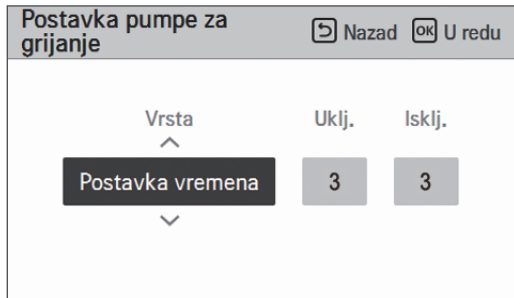 Postavka pumpe za
grijanje
Nazad
OK U redu
Vrsta Uklj. Isklj.
Postavka vremena 3 3